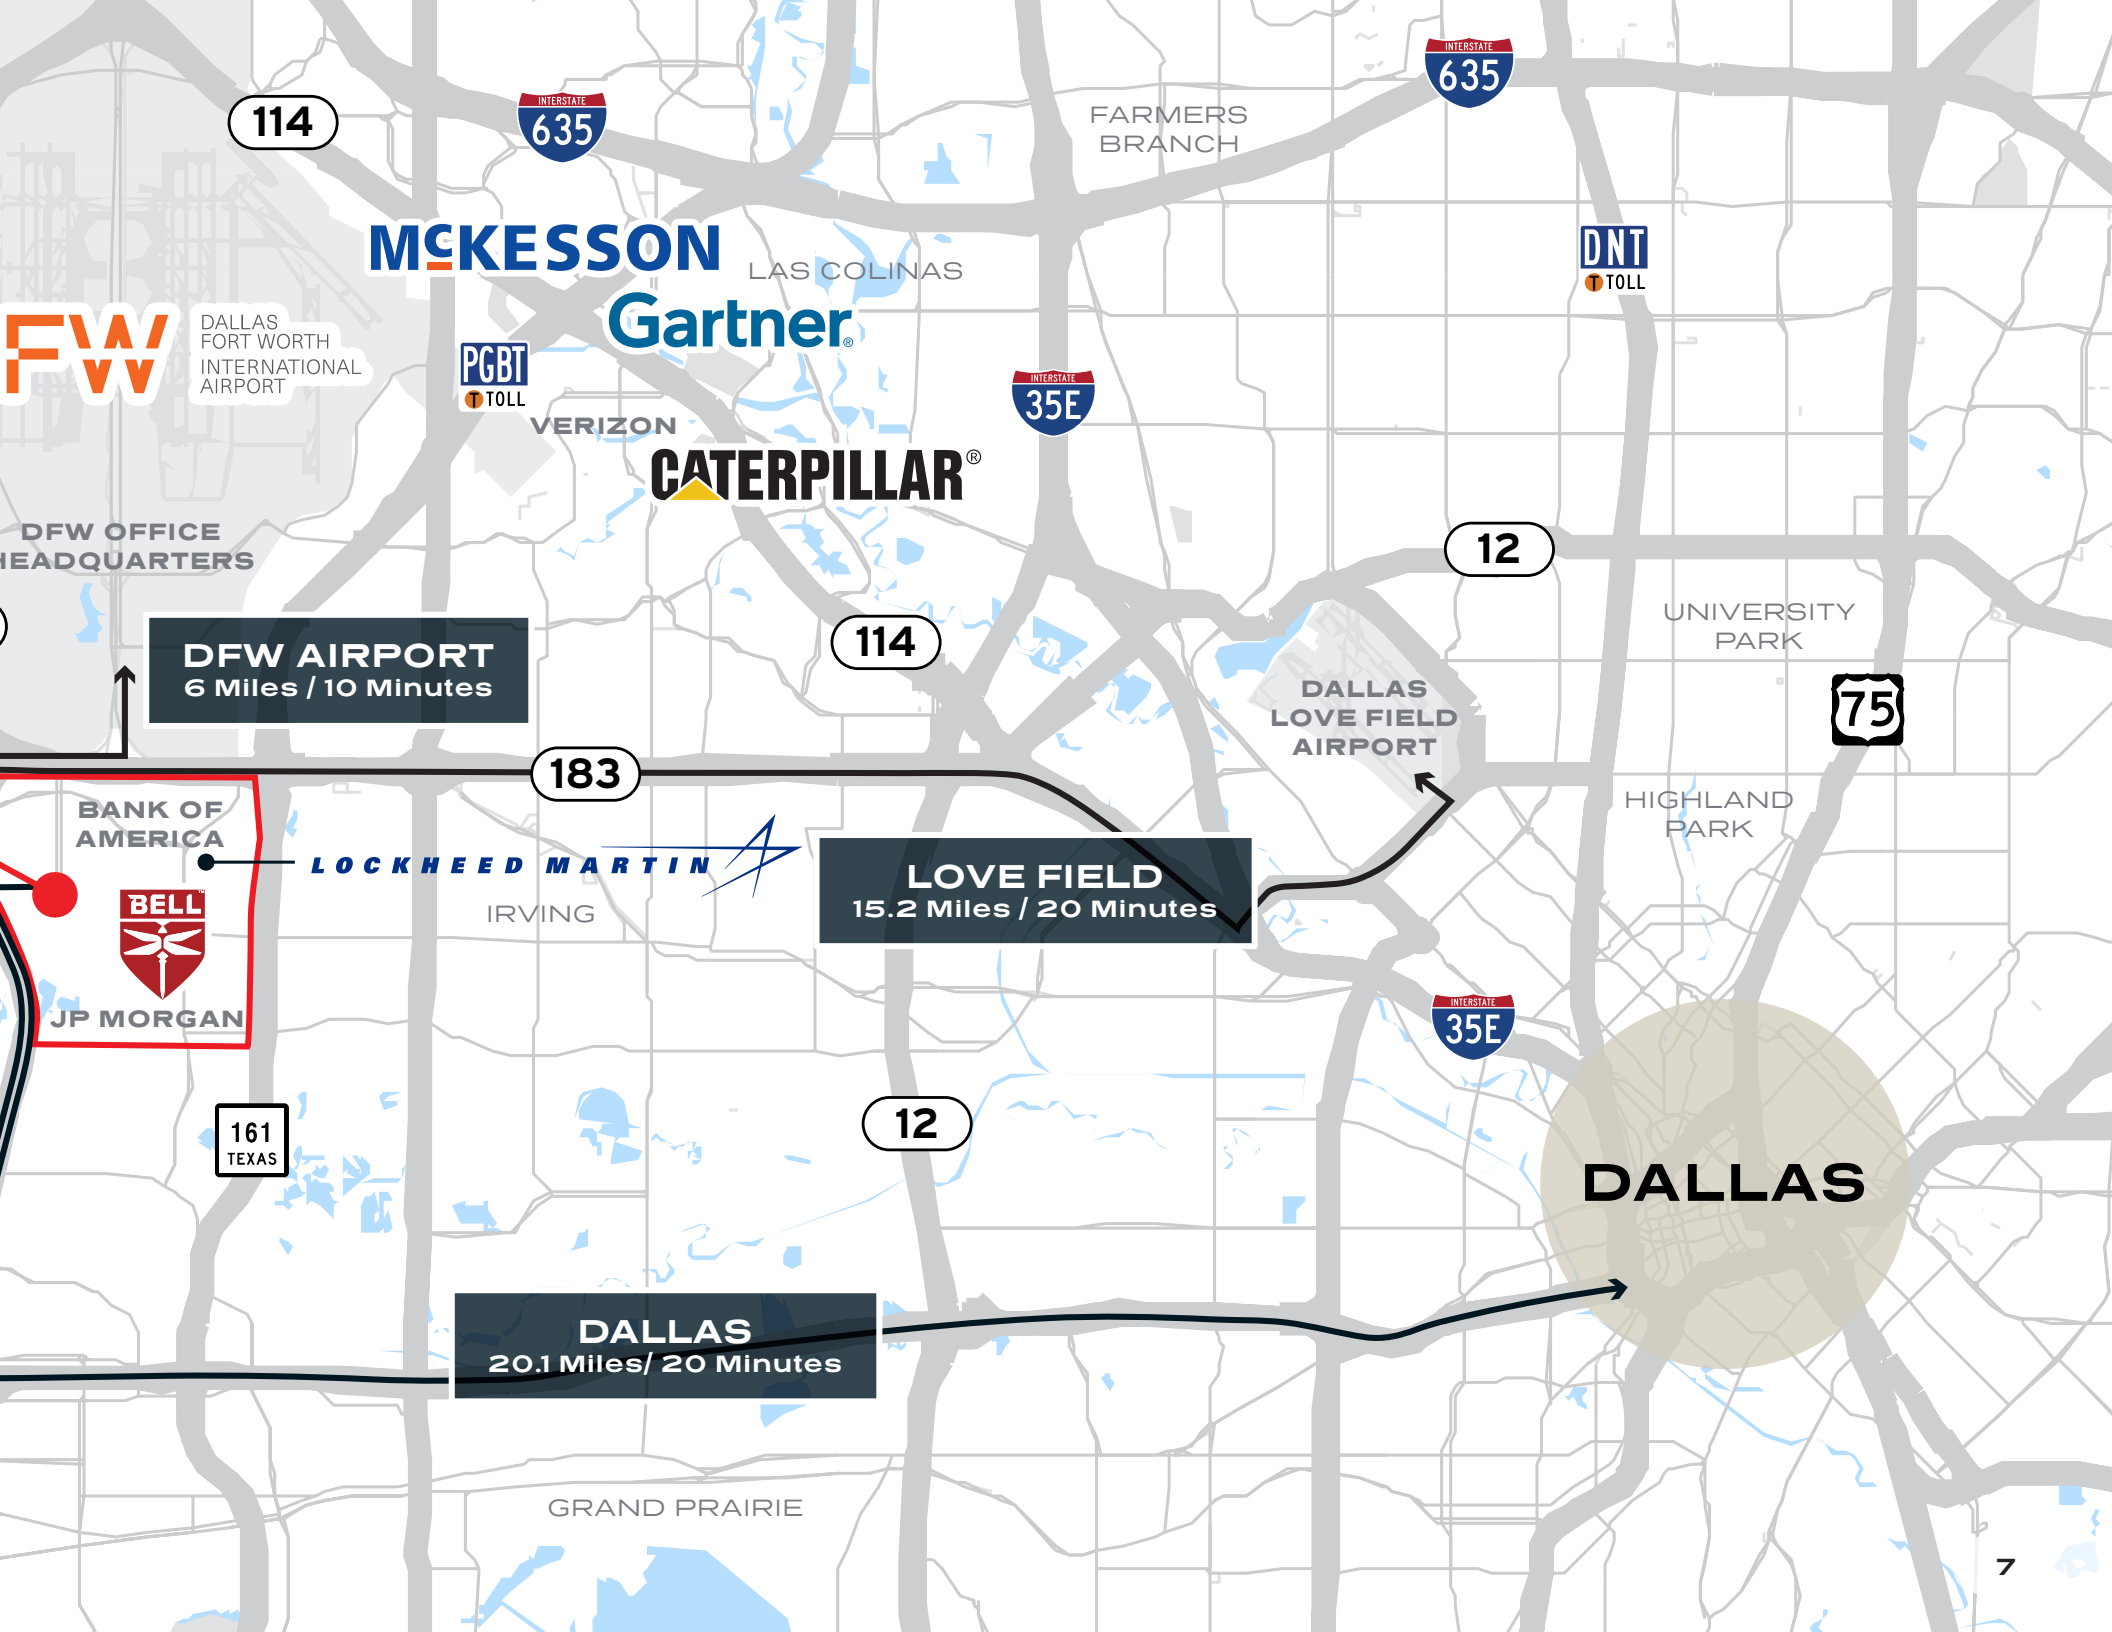 INTERSTATE
635
INTERSTATE
635
114
FARMERS
BRANCH
McKESSON
LAS COLINAS
DNT
T TOLL
Gartner®
FW
DALLAS
FORT WORTH
INTERNATIONAL
AIRPORT
PGBT
T TOLL
INTERSTATE
35E
VERIZON
CATERPILLAR®
DFW OFFICE
HEADQUARTERS
12
UNIVERSITY
PARK
114
DFW AIRPORT
6 Miles / 10 Minutes
DALLAS
LOVE FIELD
AIRPORT
75
183
BANK OF
AMERICA
HIGHLAND
PARK
LOCKHEED MARTIN
LOVE FIELD
15.2 Miles / 20 Minutes
BELL™
IRVING
JP MORGAN
INTERSTATE
35E
161
TEXAS
12
DALLAS
DALLAS
20.1 Miles/ 20 Minutes
GRAND PRAIRIE
7